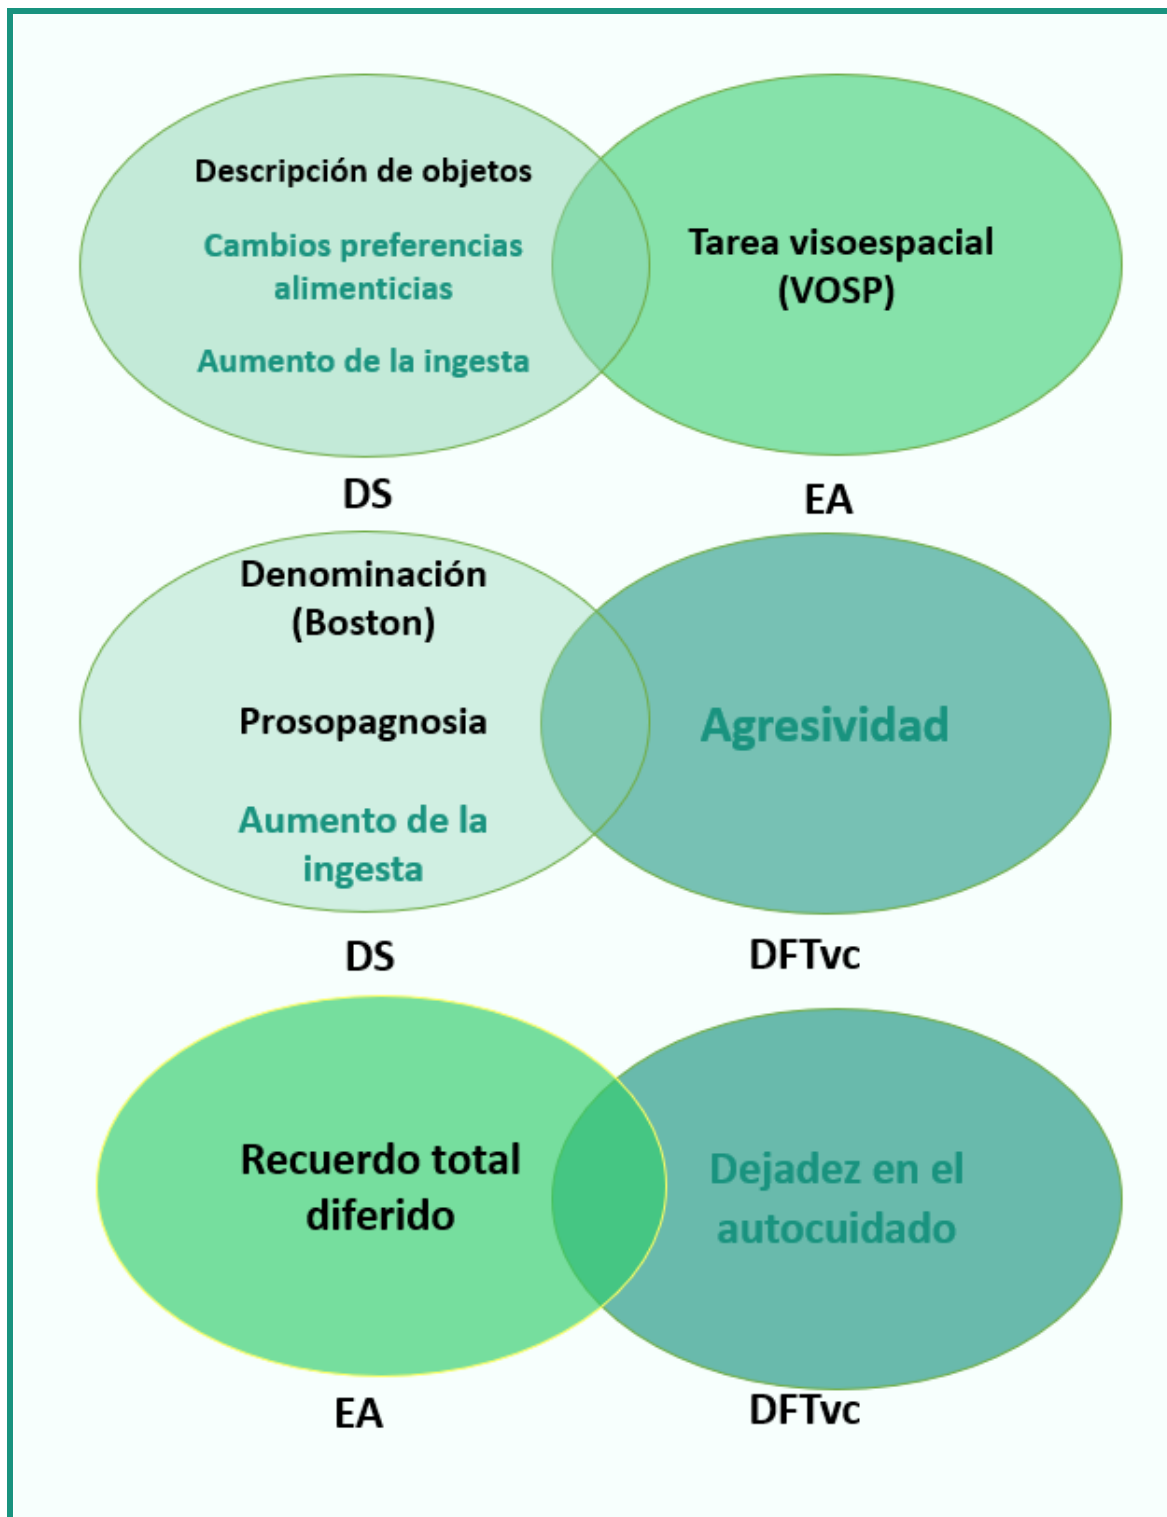 Descripción de objetos
Cambios preferencias
alimenticias
Aumento de la ingesta
Tarea visoespacial
(VOSP)
DS
EA
Denominación
(Boston)
Prosopagnosia
Aumento de la
ingesta
Agresividad
DS
DFTvc
Recuerdo total
diferido
Dejadez en el
autocuidado
EA
DFTvc